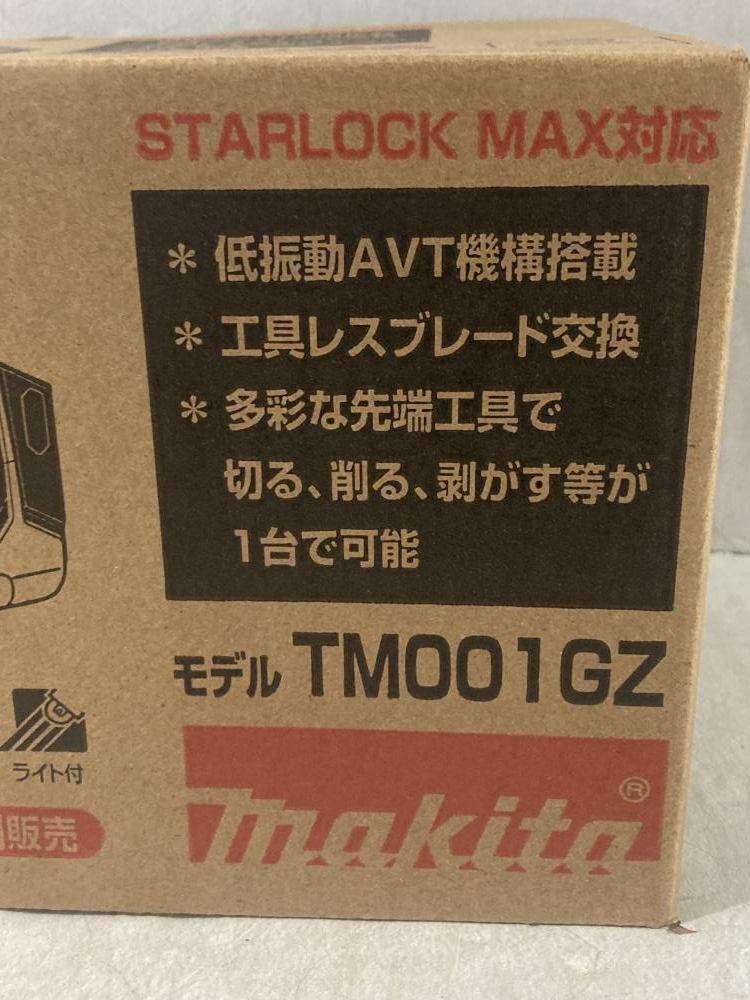 STARLOCK MAX対応
＊ 低振動AVT機構搭載
＊ 工具レスブレード交換
＊ 多彩な先端工具で
切る、削る、剥がす等が
1台で可能
モデル TM001GZ
ライト付
販売
makita®